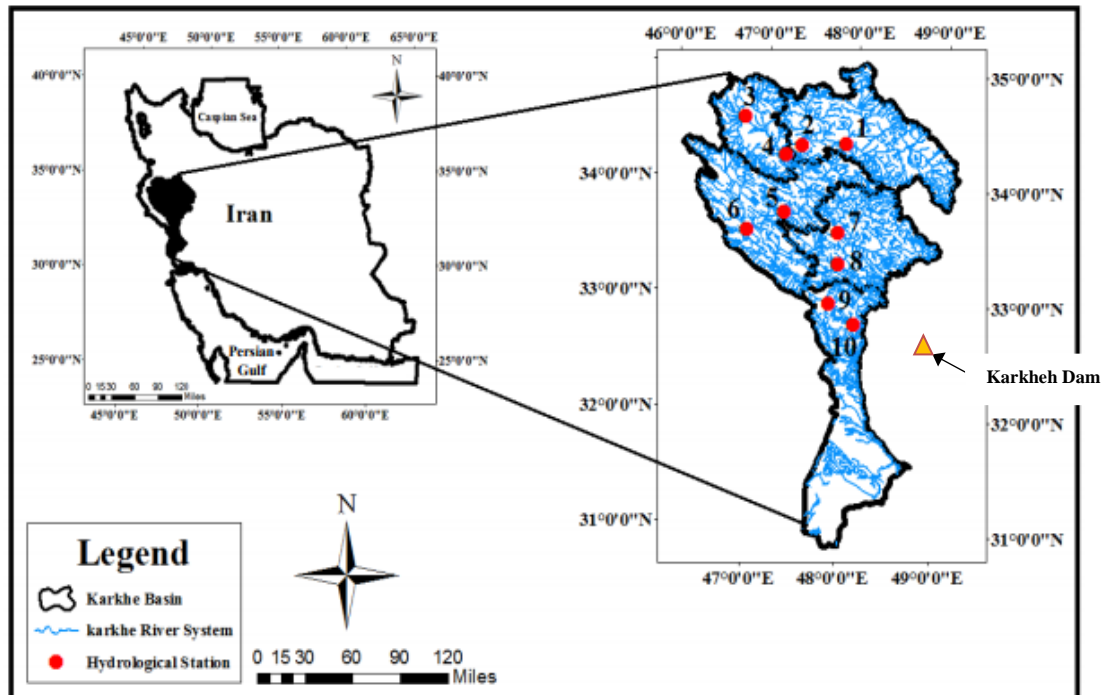 45°0'0"E 50°0'0"E 55°0'0"E 60°0'0"E 65°0'0"E
40°0'0"N
35°0'0"N
30°0'0"N
25°0'0"N
40°0'0"N
35°0'0"N
30°0'0"N
25°0'0"N
N
Caspian Sea
Iran
Persian
Gulf
0 15 30 60 90 120
Miles
45°0'0"E 50°0'0"E 55°0'0"E 60°0'0"E
46°0'0"E 47°0'0"E 48°0'0"E 49°0'0"E
34°0'0"N
33°0'0"N
32°0'0"N
31°0'0"N
35°0'0"N
34°0'0"N
33°0'0"N
32°0'0"N
31°0'0"N
3
2
1
4
5
6
7
8
9
10
47°0'0"E 48°0'0"E 49°0'0"E
Karkheh Dam
Legend
Karkhe Basin
karkhe River System
Hydrological Station
N
0 15 30 60 90 120
Miles